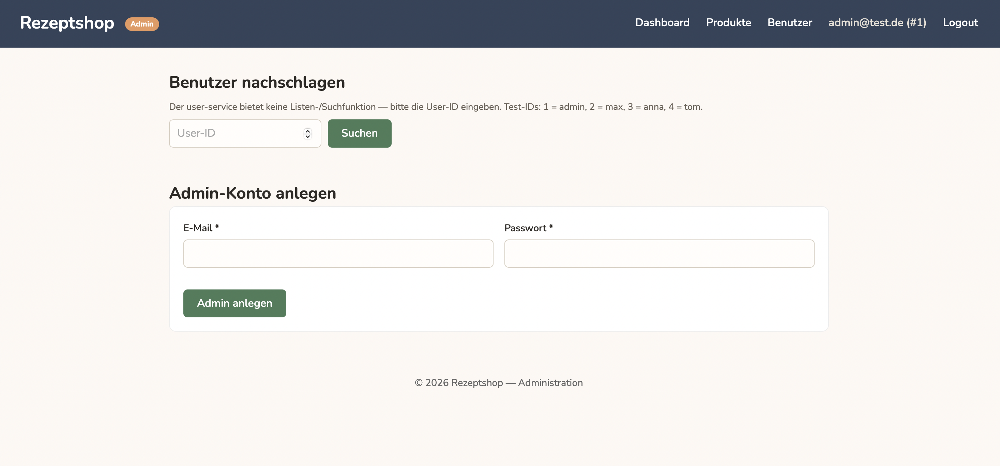 Rezeptshop Admin Dashboard Produkte Benutzer admin@test.de (#1) Logout
Benutzer nachschlagen
Der user-service bietet keine Listen-/Suchfunktion — bitte die User-ID eingeben. Test-IDs: 1 = admin, 2 = max, 3 = anna, 4 = tom.
User-ID Suchen
Admin-Konto anlegen
E-Mail * Passwort *
Admin anlegen
© 2026 Rezeptshop — Administration